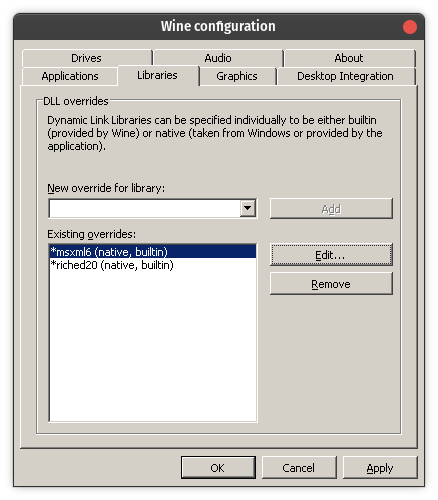 Wine configuration
Drives
Audio
About
Applications
Libraries
Graphics
Desktop Integration
DLL overrides
Dynamic Link Libraries can be specified individually to be either builtin
(provided by Wine) or native (taken from Windows or provided by the
application).
New override for library:
Add
Existing overrides:
*msxml6 (native, builtin)
*riched20 (native, builtin)
Edit...
Remove
OK
Cancel
Apply